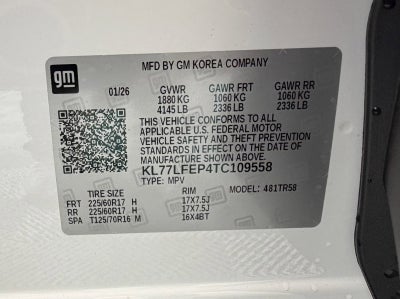 gm
MFD BY GM KOREA COMPANY
01/26 GVWR GAWR FRT GAWR RR
1880 KG 1060 KG 1060 KG
4145 LB 2336 LB 2336 LB
THIS VEHICLE CONFORMS TO ALL
APPLICABLE U.S. FEDERAL MOTOR
VEHICLE SAFETY AND THEFT PREVENTION
STANDARDS IN EFFECT ON THE DATE OF
MANUFACTURE SHOWN ABOVE.
KL77LFEP4TC109558
TYPE: MPV MODEL: 481TR58
TIRE SIZE RIM
FRT 225/60R17 H 17X7.5J
RR 225/60R17 H 17X7.5J
SPA T125/70R16 M 16X4BT